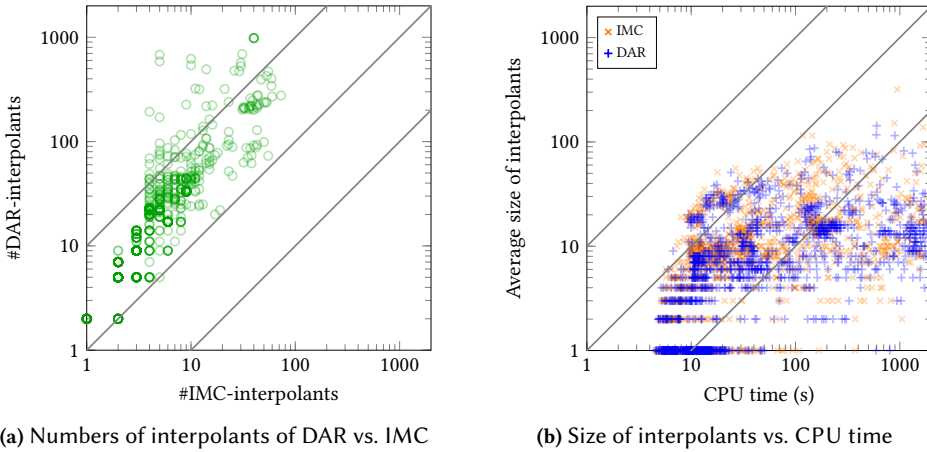 1000
100
10
1
#DAR-interpolants
1 10 100 1000
#IMC-interpolants
(a) Numbers of interpolants of DAR vs. IMC
IMC
DAR
1000
100
10
1
Average size of interpolants
1 10 100 1000
CPU time (s)
(b) Size of interpolants vs. CPU time